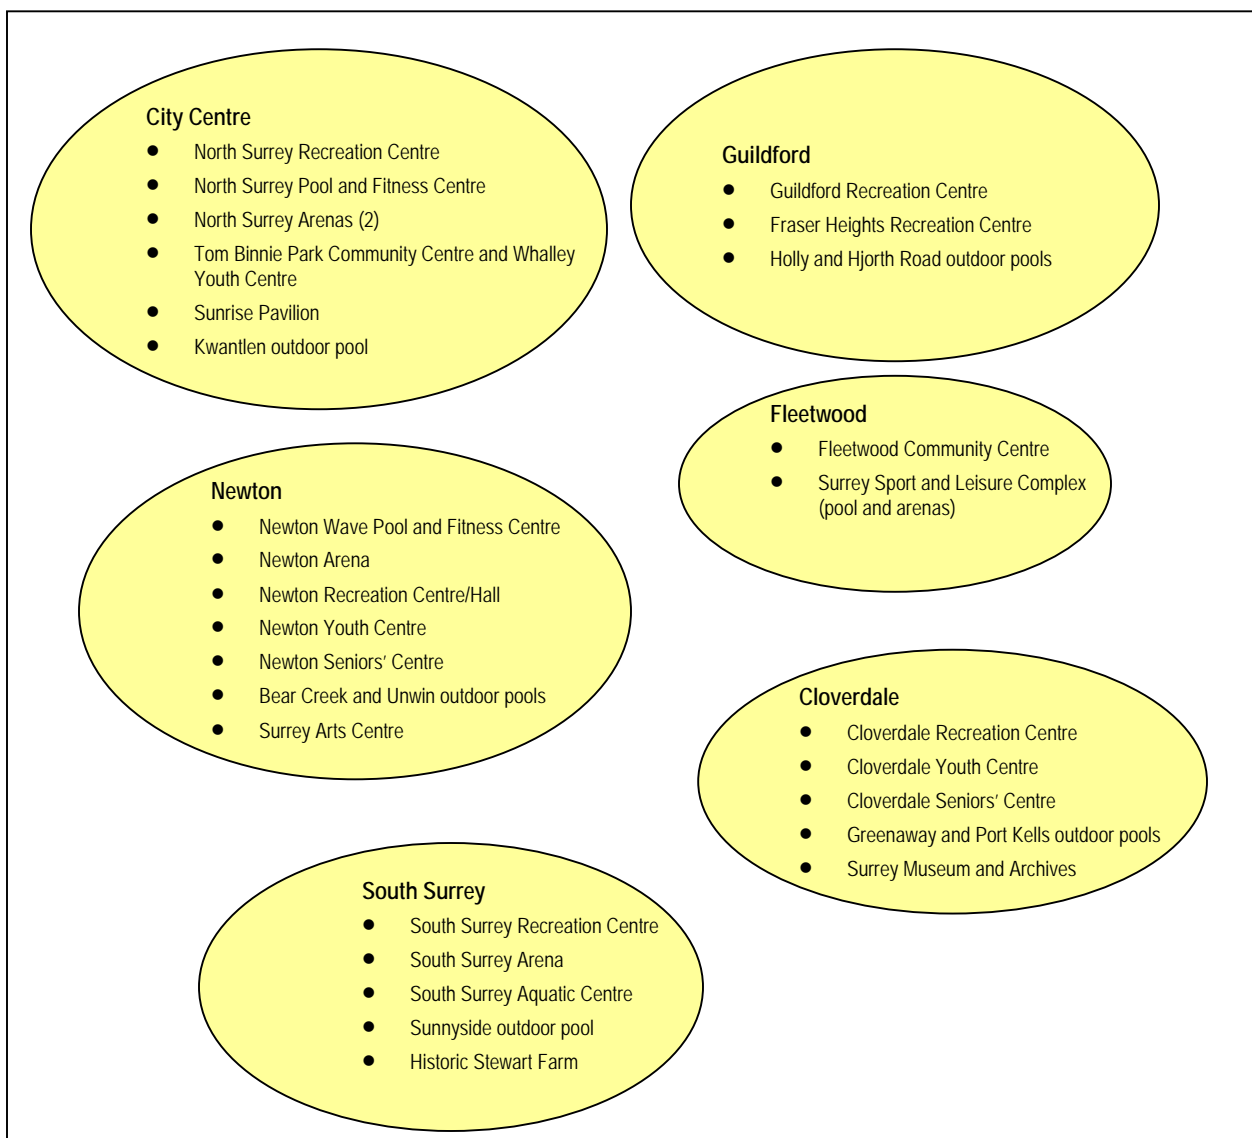 City Centre
● North Surrey Recreation Centre
● North Surrey Pool and Fitness Centre
● North Surrey Arenas (2)
● Tom Binnie Park Community Centre and Whalley
Youth Centre
● Sunrise Pavilion
● Kwantlen outdoor pool
Guildford
● Guildford Recreation Centre
● Fraser Heights Recreation Centre
● Holly and Hjorth Road outdoor pools
Fleetwood
● Fleetwood Community Centre
● Surrey Sport and Leisure Complex
(pool and arenas)
Newton
● Newton Wave Pool and Fitness Centre
● Newton Arena
● Newton Recreation Centre/Hall
● Newton Youth Centre
● Newton Seniors’ Centre
● Bear Creek and Unwin outdoor pools
● Surrey Arts Centre
Cloverdale
● Cloverdale Recreation Centre
● Cloverdale Youth Centre
● Cloverdale Seniors’ Centre
● Greenaway and Port Kells outdoor pools
● Surrey Museum and Archives
South Surrey
● South Surrey Recreation Centre
● South Surrey Arena
● South Surrey Aquatic Centre
● Sunnyside outdoor pool
● Historic Stewart Farm